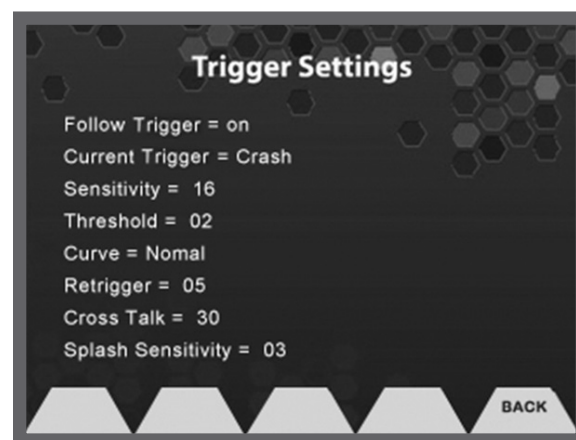 Trigger Settings
Follow Trigger = on
Current Trigger = Crash
Sensitivity = 16
Threshold = 02
Curve = Nomal
Retrigger = 05
Cross Talk = 30
Splash Sensitivity = 03
BACK